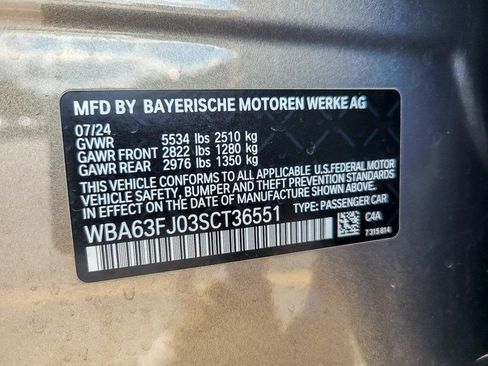 MFD BY BAYERISCHE MOTOREN WERKE AG
07/24
GVWR 5534 lbs 2510 kg
GAWR FRONT 2822 lbs 1280 kg
GAWR REAR 2976 lbs 1350 kg
THIS VEHICLE CONFORMS TO ALL APPLICABLE U.S.FEDERAL MOTOR
VEHICLE SAFETY, BUMPER AND THEFT PREVENTION STANDARDS IN
EFFECT ON THE DATE OF MANUFACTURE SHOWN ABOVE.
WBA63FJ03SCT36551 TYPE: PASSENGER CAR
C4A
7315814